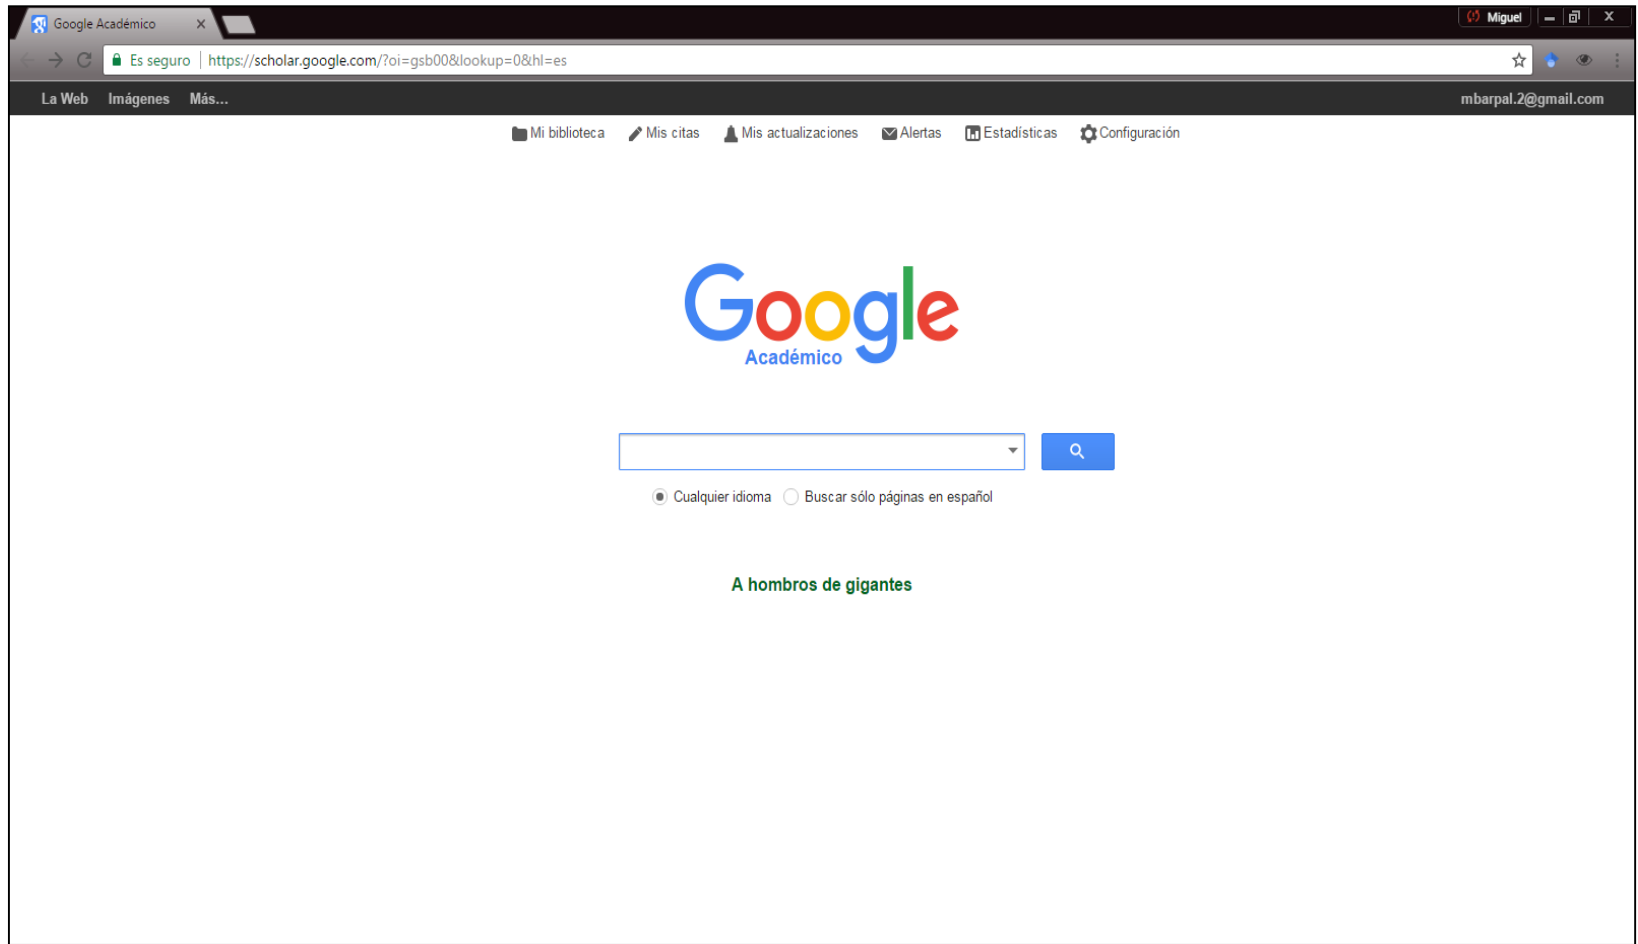 Google Académico
Miguel
Es seguro https://scholar.google.com/?oi=gsb00&lookup=0&hl=es
La Web Imágenes Más... mbarpal.2@gmail.com
Mi biblioteca Mis citas Mis actualizaciones Alertas Estadísticas Configuración
Google
Académico
Cualquier idioma Buscar sólo páginas en español
A hombros de gigantes